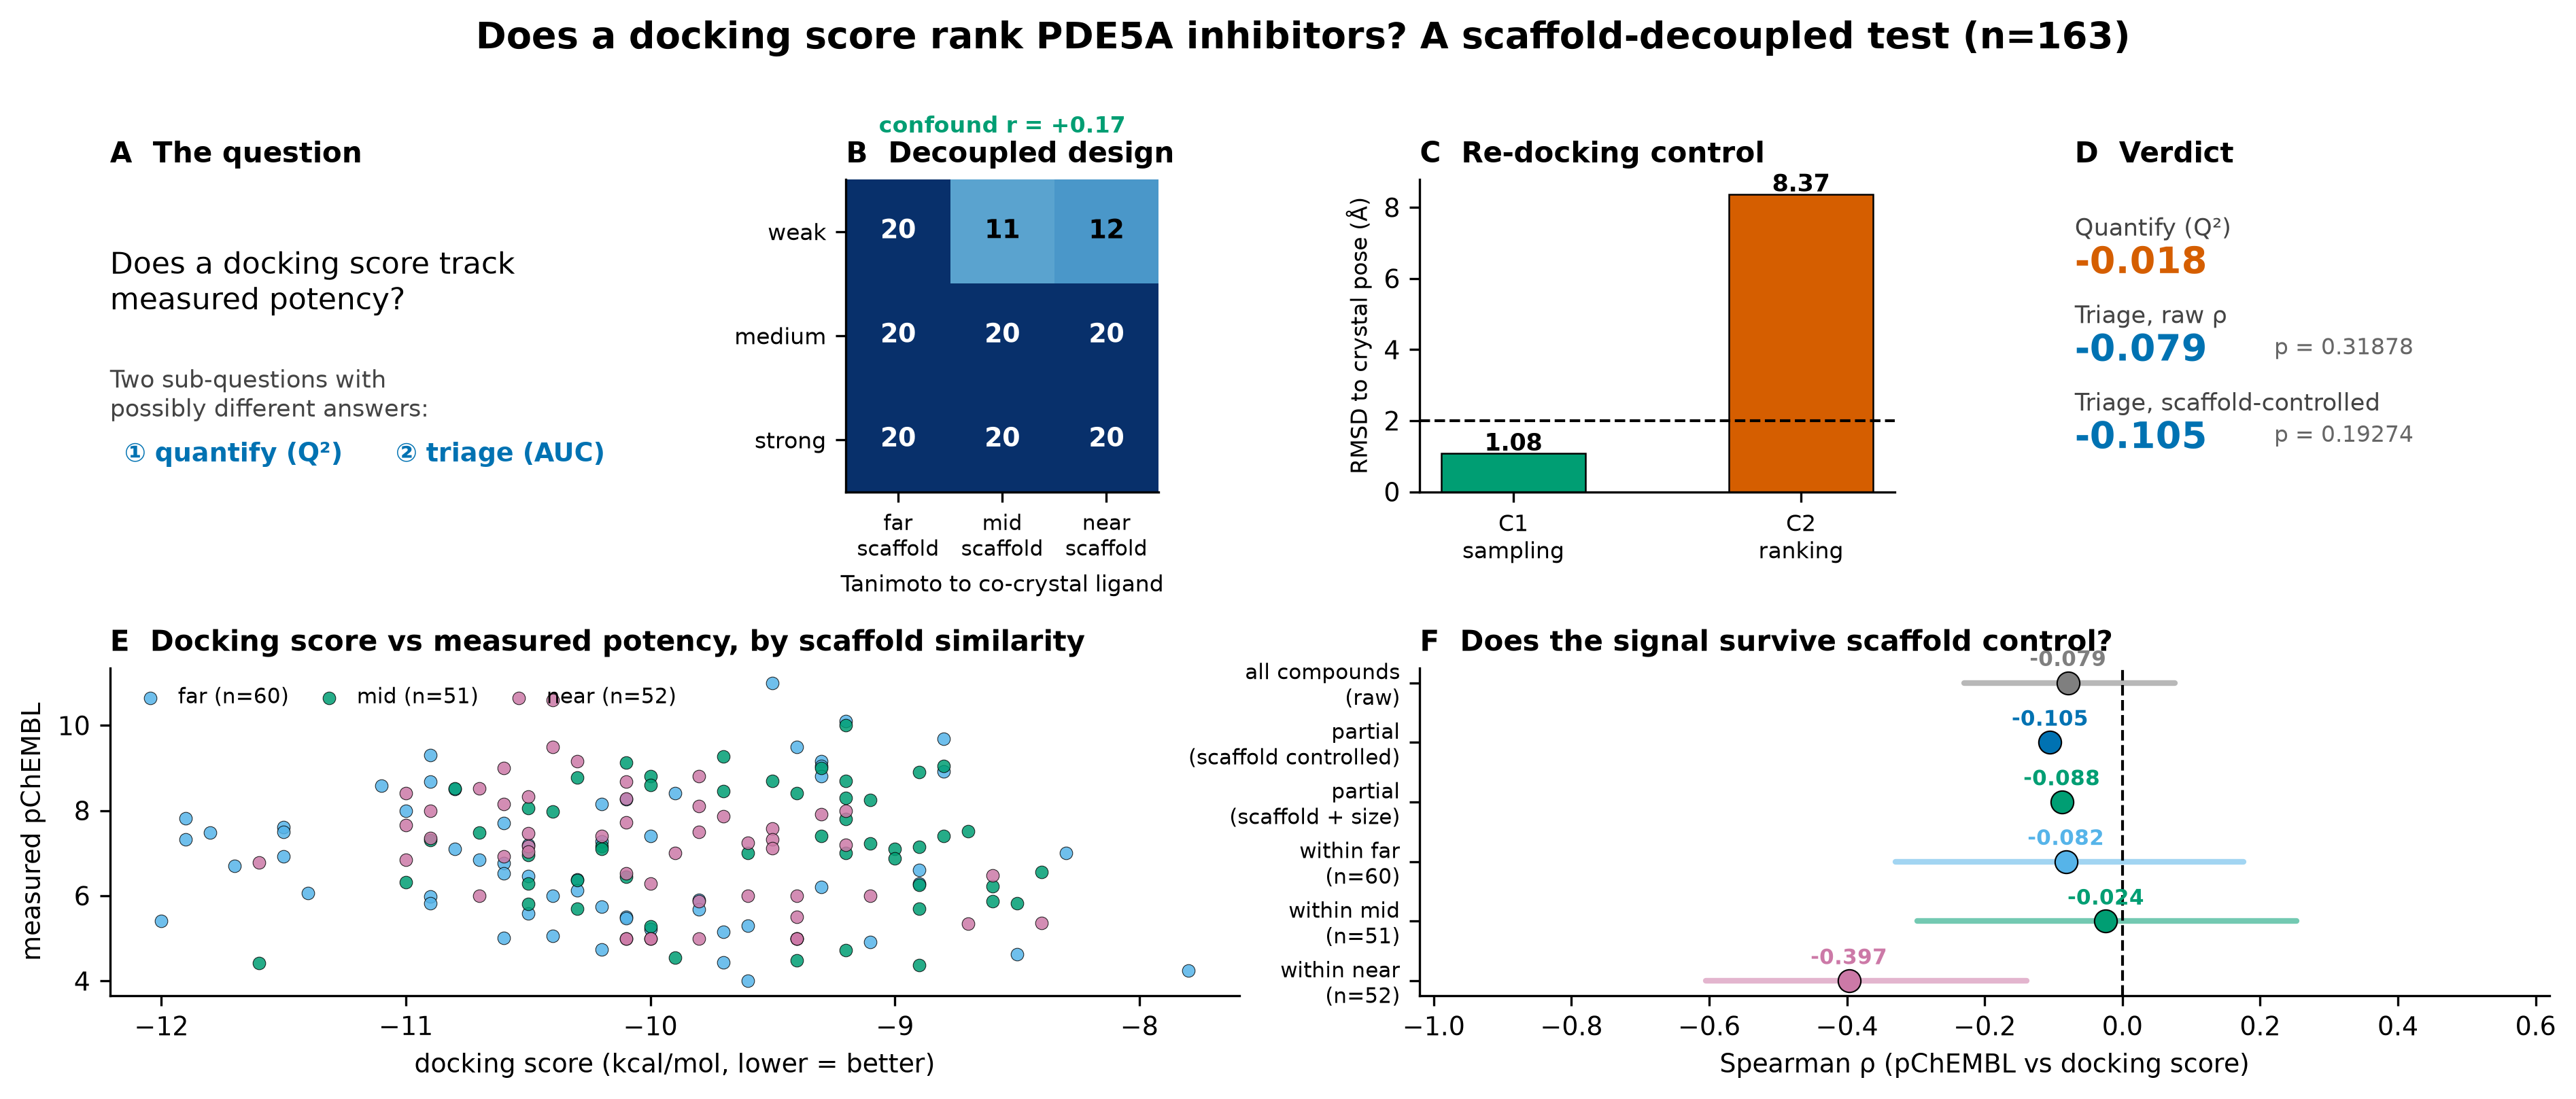 Does a docking score rank PDE5A inhibitors? A scaffold-decoupled test (n=163)
A The question
Does a docking score track
measured potency?
Two sub-questions with
possibly different answers:
① quantify (Q²) ② triage (AUC)
confound r = +0.17
B Decoupled design
weak
20 11 12
medium
20 20 20
strong
20 20 20
far
scaffold
mid
scaffold
near
scaffold
Tanimoto to co-crystal ligand
C Re-docking control
RMSD to crystal pose (Å)
8
6
4
2
0
1.08
8.37
C1
sampling
C2
ranking
D Verdict
Quantify (Q²)
-0.018
Triage, raw ρ
-0.079 p = 0.31878
Triage, scaffold-controlled
-0.105 p = 0.19274
E Docking score vs measured potency, by scaffold similarity
far (n=60) mid (n=51) near (n=52)
measured pChEMBL
10
8
6
4
−12 −11 −10 −9 −8
docking score (kcal/mol, lower = better)
F Does the signal survive scaffold control?
all compounds
(raw)
-0.079
partial
(scaffold controlled)
-0.105
partial
(scaffold + size)
-0.088
within far
(n=60)
-0.082
within mid
(n=51)
-0.024
within near
(n=52)
-0.397
−1.0 −0.8 −0.6 −0.4 −0.2 0.0 0.2 0.4 0.6
Spearman ρ (pChEMBL vs docking score)